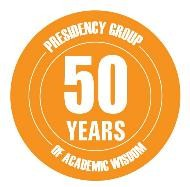 PRESIDENCY GROUP
50
YEARS
OF ACADEMIC WISDOM